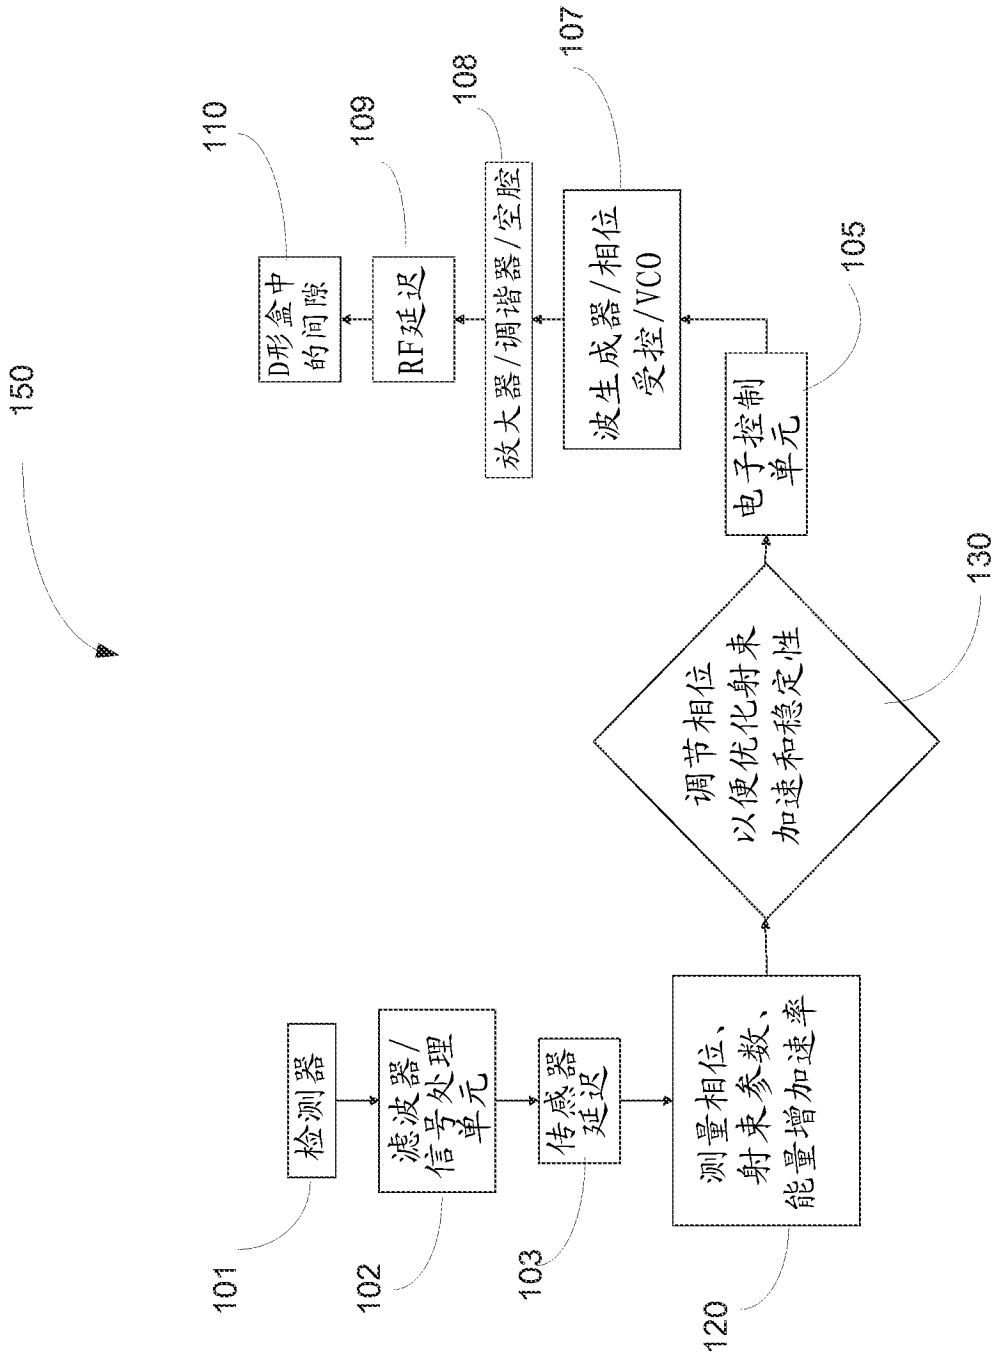 150
101
检测器
102
滤波器/
信号处理
单元
103
传感器
延迟
120
测量相位、
射束参数、
能量增加速率
130
调节相位
以便优化射束
加速和稳定性
105
电子控制
单元
107
波生成器/相位
受控/VCO
108
放大器/调谐器/空腔
109
RF延迟
110
D形盒中
的间隙